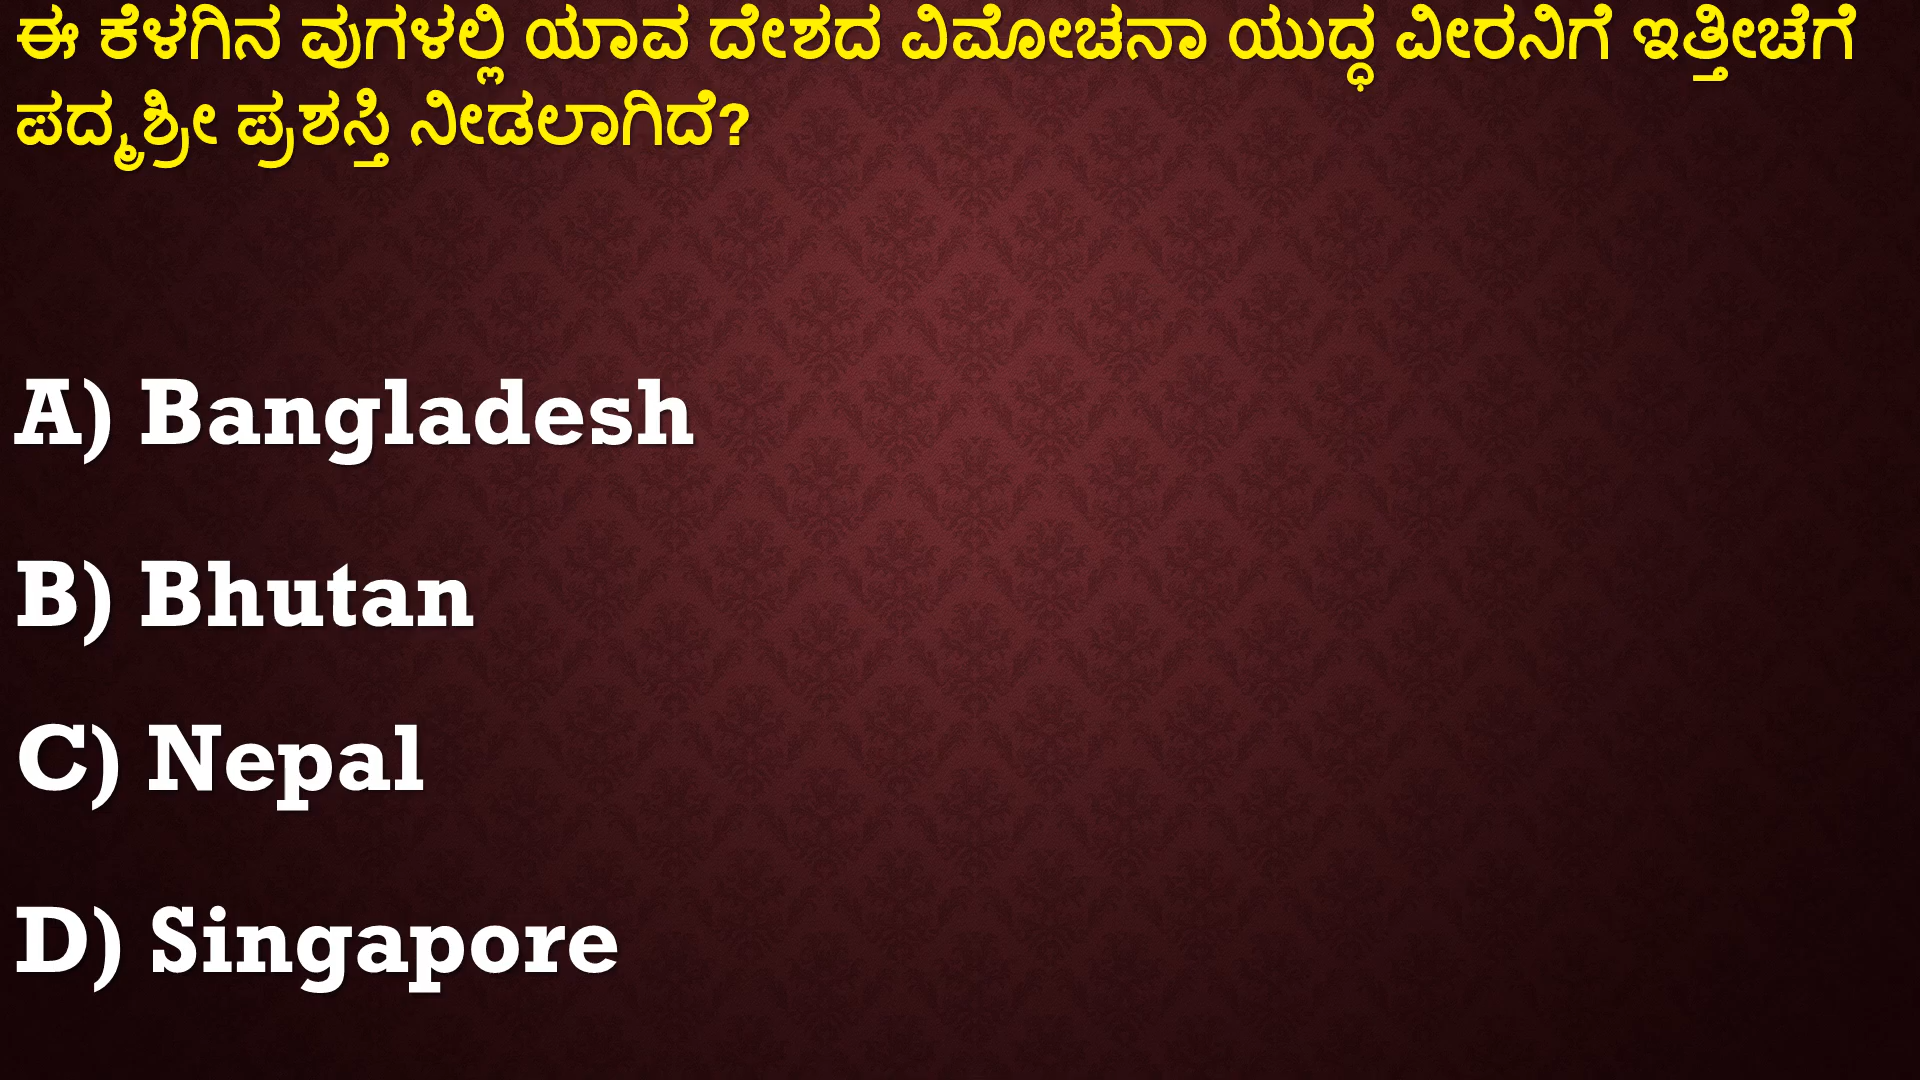 ಈ ಕೆಳಗಿನ ವುಗಳಲ್ಲಿ ಯಾವ ದೇಶದ ವಿಮೋಚನಾ ಯುದ್ಧ ವೀರನಿಗೆ ಇತ್ತೀಚೆಗೆ
ಪದ್ಮಶ್ರೀ ಪ್ರಶಸ್ತಿ ನೀಡಲಾಗಿದೆ?
A) Bangladesh
B) Bhutan
C) Nepal
D) Singapore